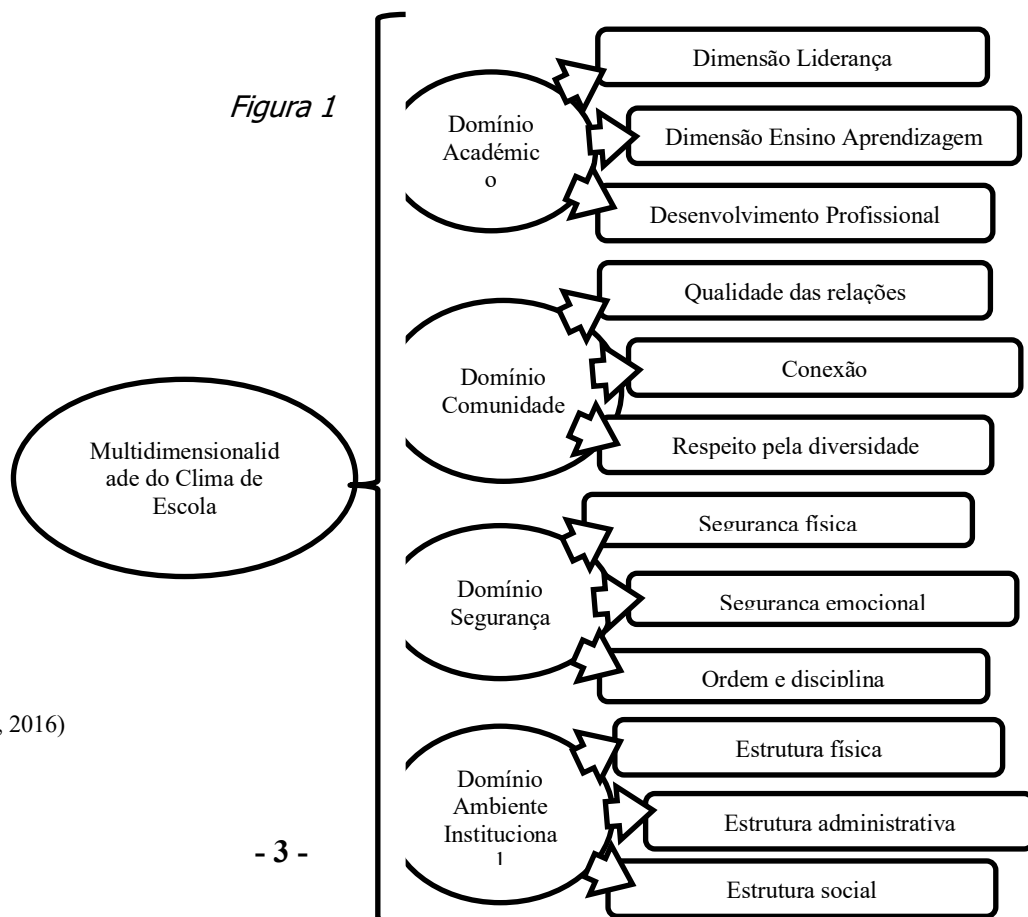 Figura 1
Multidimensionalid
ade do Clima de
Escola
Domínio
Académic
o
Dimensão Liderança
Dimensão Ensino Aprendizagem
Desenvolvimento Profissional
Domínio
Comunidade
Qualidade das relações
Conexão
Respeito pela diversidade
Domínio
Segurança
Segurança física
Segurança emocional
Ordem e disciplina
Domínio
Ambiente
Instituciona
l
Estrutura física
Estrutura administrativa
Estrutura social
, 2016)
- 3 -